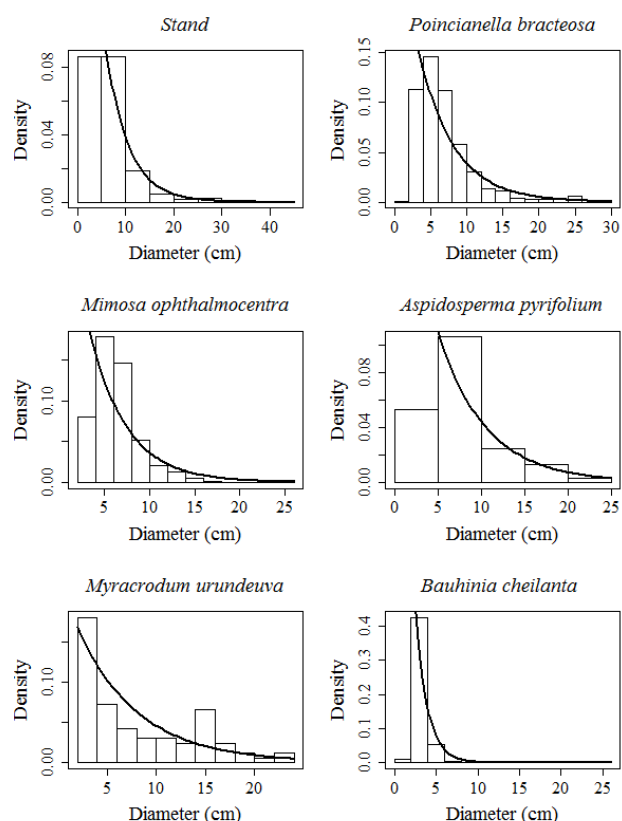 Stand
Density
0.00 0.04 0.08
0 10 20 30 40
Diameter (cm)
Poincianella bracteosa
Density
0.00 0.05 0.10 0.15
0 5 10 15 20 25 30
Diameter (cm)
Mimosa ophthalmocentra
Density
0.00 0.10
5 10 15 20 25
Diameter (cm)
Aspidosperma pyrifolium
Density
0.00 0.04 0.08
0 5 10 15 20 25
Diameter (cm)
Myracrodum urundeuva
Density
0.00 0.10
5 10 15 20
Diameter (cm)
Bauhinia cheilanta
Density
0.0 0.1 0.2 0.3 0.4
0 5 10 15 20 25
Diameter (cm)